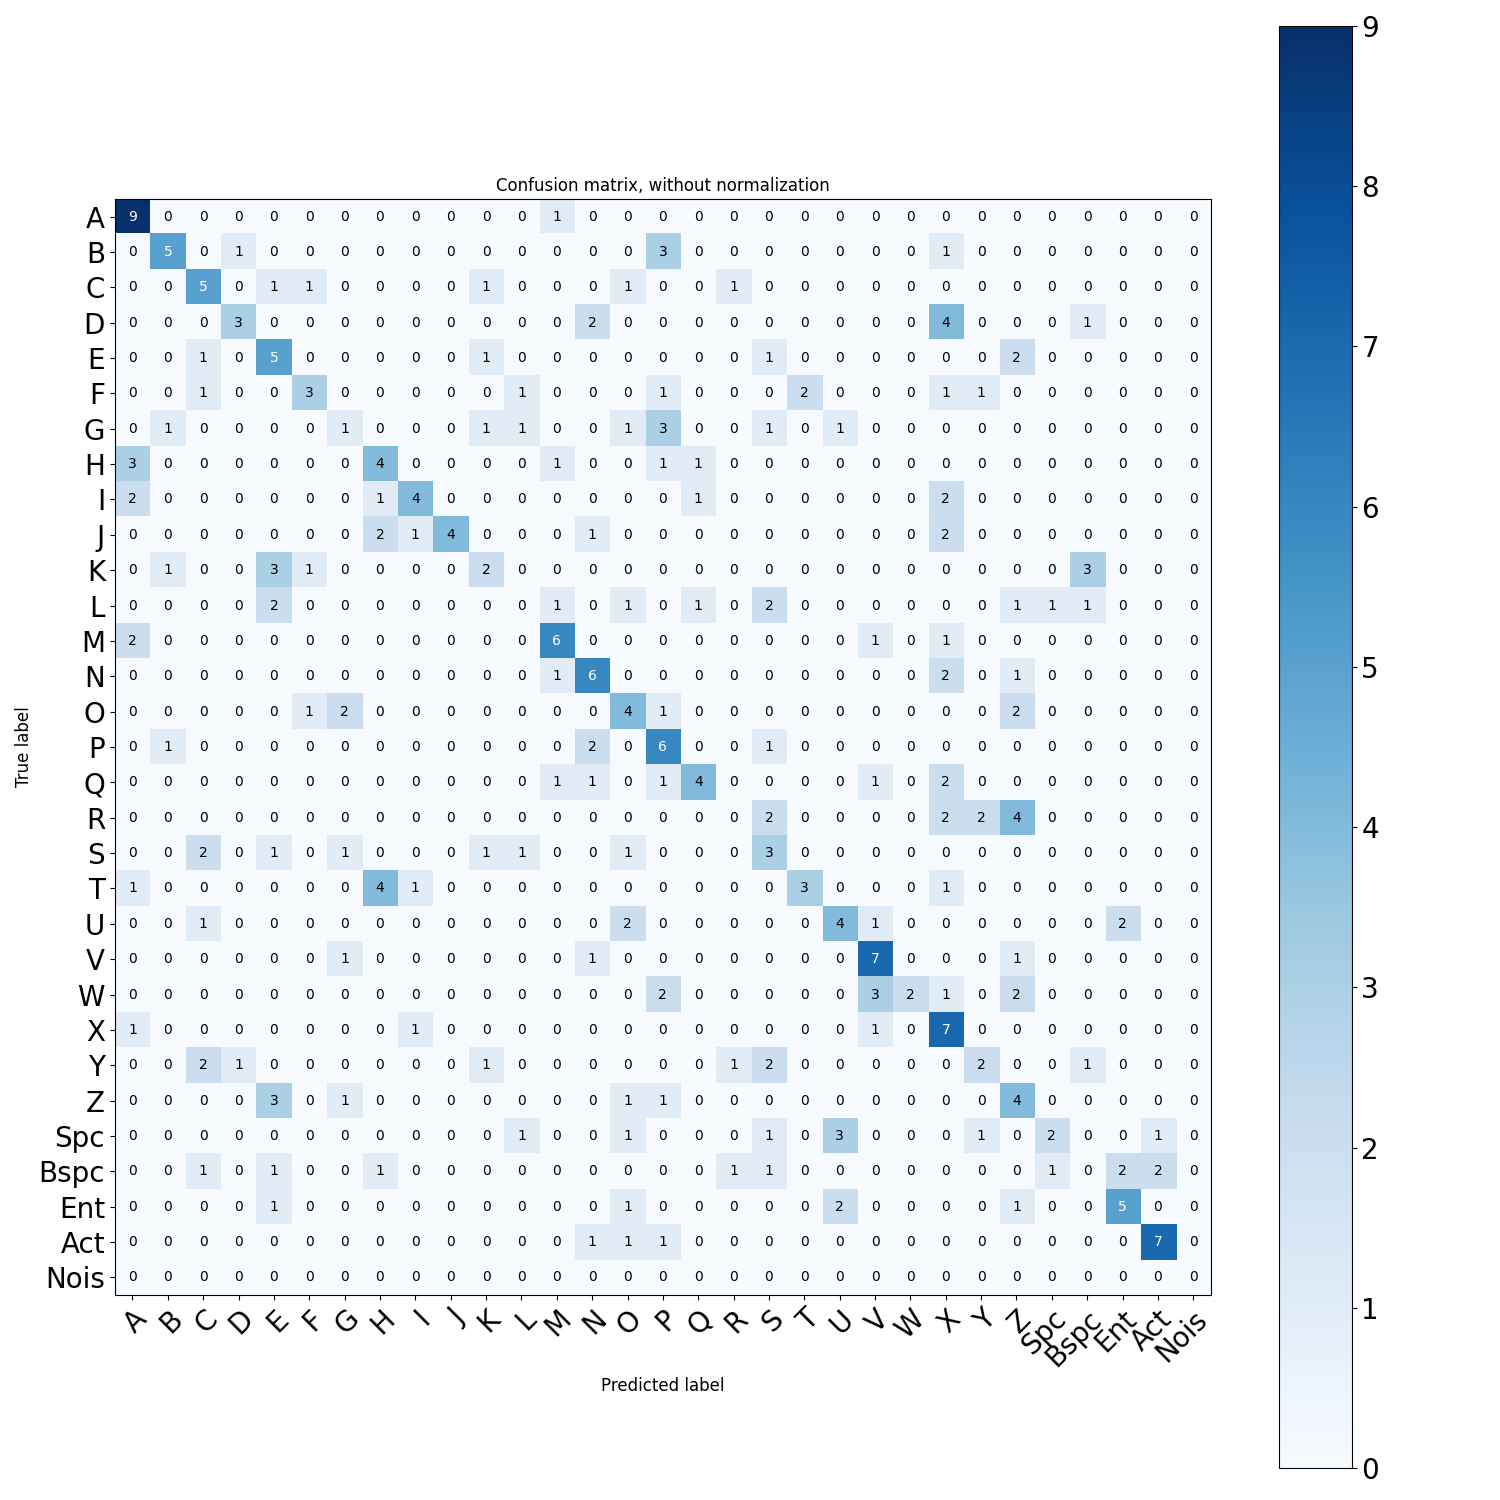 Confusion matrix, without normalization
A 9 0 0 0 0 0 0 0 0 0 0 0 1 0 0 0 0 0 0 0 0 0 0 0 0 0 0 0 0 0 0
B 0 5 0 1 0 0 0 0 0 0 0 0 0 0 0 3 0 0 0 0 0 0 0 1 0 0 0 0 0 0 0
C 0 0 5 0 1 1 0 0 0 0 1 0 0 0 1 0 0 1 0 0 0 0 0 0 0 0 0 0 0 0 0
D 0 0 0 3 0 0 0 0 0 0 0 0 0 2 0 0 0 0 0 0 0 0 0 4 0 0 0 1 0 0 0
E 0 0 1 0 5 0 0 0 0 0 1 0 0 0 0 0 0 0 1 0 0 0 0 0 0 2 0 0 0 0 0
F 0 0 1 0 0 3 0 0 0 0 0 1 0 0 0 1 0 0 0 2 0 0 0 1 1 0 0 0 0 0 0
G 0 1 0 0 0 0 1 0 0 0 1 1 0 0 1 3 0 0 1 0 1 0 0 0 0 0 0 0 0 0 0
H 3 0 0 0 0 0 0 4 0 0 0 0 1 0 0 1 1 0 0 0 0 0 0 0 0 0 0 0 0 0 0
I 2 0 0 0 0 0 0 1 4 0 0 0 0 0 0 0 1 0 0 0 0 0 0 2 0 0 0 0 0 0 0
J 0 0 0 0 0 0 0 2 1 4 0 0 0 1 0 0 0 0 0 0 0 0 0 2 0 0 0 0 0 0 0
K 0 1 0 0 3 1 0 0 0 0 2 0 0 0 0 0 0 0 0 0 0 0 0 0 0 0 0 3 0 0 0
L 0 0 0 0 2 0 0 0 0 0 0 0 1 0 1 0 1 0 2 0 0 0 0 0 0 1 1 1 0 0 0
M 2 0 0 0 0 0 0 0 0 0 0 0 6 0 0 0 0 0 0 0 0 1 0 1 0 0 0 0 0 0 0
N 0 0 0 0 0 0 0 0 0 0 0 0 1 6 0 0 0 0 0 0 0 0 0 2 0 1 0 0 0 0 0
O 0 0 0 0 0 1 2 0 0 0 0 0 0 0 4 1 0 0 0 0 0 0 0 0 0 2 0 0 0 0 0
P 0 1 0 0 0 0 0 0 0 0 0 0 0 2 0 6 0 0 1 0 0 0 0 0 0 0 0 0 0 0 0
Q 0 0 0 0 0 0 0 0 0 0 0 0 1 1 0 1 4 0 0 0 0 1 0 2 0 0 0 0 0 0 0
R 0 0 0 0 0 0 0 0 0 0 0 0 0 0 0 0 0 0 2 0 0 0 0 2 2 4 0 0 0 0 0
S 0 0 2 0 1 0 1 0 0 0 1 1 0 0 1 0 0 0 3 0 0 0 0 0 0 0 0 0 0 0 0
T 1 0 0 0 0 0 0 4 1 0 0 0 0 0 0 0 0 0 0 3 0 0 0 1 0 0 0 0 0 0 0
U 0 0 1 0 0 0 0 0 0 0 0 0 0 0 2 0 0 0 0 0 4 1 0 0 0 0 0 0 2 0 0
V 0 0 0 0 0 0 1 0 0 0 0 0 0 1 0 0 0 0 0 0 0 7 0 0 0 1 0 0 0 0 0
W 0 0 0 0 0 0 0 0 0 0 0 0 0 0 0 2 0 0 0 0 0 3 2 1 0 2 0 0 0 0 0
X 1 0 0 0 0 0 0 0 1 0 0 0 0 0 0 0 0 0 0 0 0 1 0 7 0 0 0 0 0 0 0
Y 0 0 2 1 0 0 0 0 0 0 1 0 0 0 0 0 0 1 2 0 0 0 0 0 2 0 0 1 0 0 0
Z 0 0 0 0 3 0 1 0 0 0 0 0 0 0 1 1 0 0 0 0 0 0 0 0 0 4 0 0 0 0 0
Spc 0 0 0 0 0 0 0 0 0 0 0 1 0 0 1 0 0 0 1 0 3 0 0 0 1 0 2 0 0 1 0
Bspc 0 0 1 0 1 0 0 1 0 0 0 0 0 0 0 0 0 1 1 0 0 0 0 0 0 0 1 0 2 2 0
Ent 0 0 0 0 1 0 0 0 0 0 0 0 0 0 1 0 0 0 0 0 2 0 0 0 0 1 0 0 5 0 0
Act 0 0 0 0 0 0 0 0 0 0 0 0 0 1 1 1 0 0 0 0 0 0 0 0 0 0 0 0 0 7 0
Nois 0 0 0 0 0 0 0 0 0 0 0 0 0 0 0 0 0 0 0 0 0 0 0 0 0 0 0 0 0 0 0
A B C D E F G H I J K L M N O P Q R S T U V W X Y Z Spc Bspc Ent Act Nois
Predicted label
True label
9
8
7
6
5
4
3
2
1
0